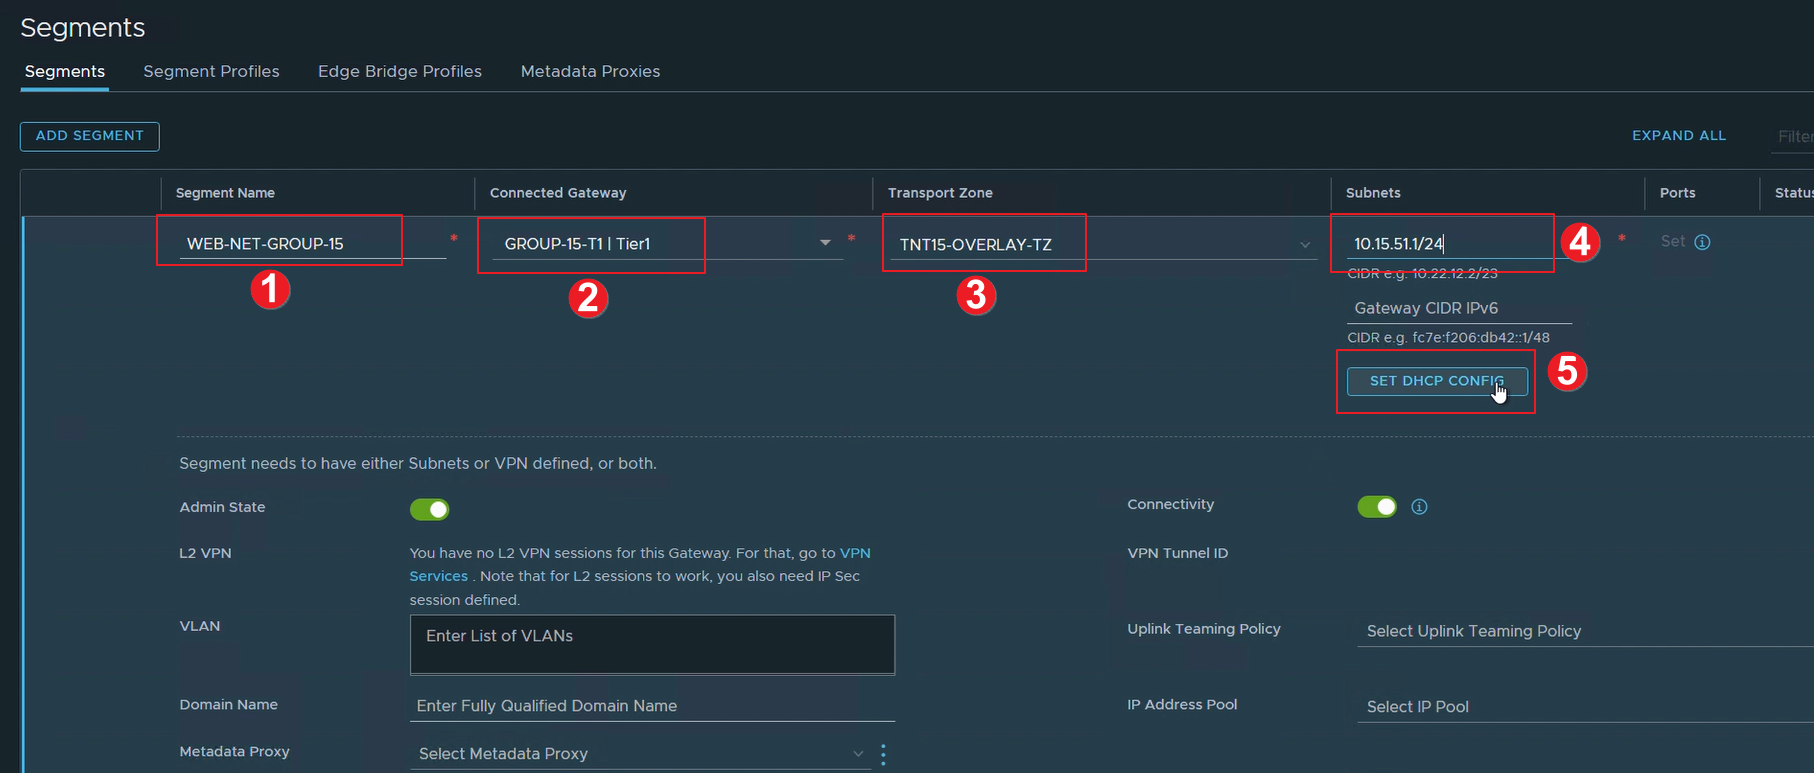 Segments
Segments Segment Profiles Edge Bridge Profiles Metadata Proxies
ADD SEGMENT EXPAND ALL Filter
Segment Name Connected Gateway Transport Zone Subnets Ports Status
WEB-NET-GROUP-15 * GROUP-15-T1 | Tier1 * TNT15-OVERLAY-TZ 10.15.51.1/24 4 * Set
1 2 3
CIDR e.g. 10.22.12.2/23
Gateway CIDR IPv6
CIDR e.g. fc7e:f206:db42::1/48
SET DHCP CONFIG 5
Segment needs to have either Subnets or VPN defined, or both.
Admin State Connectivity
L2 VPN You have no L2 VPN sessions for this Gateway. For that, go to VPN VPN Tunnel ID
Services . Note that for L2 sessions to work, you also need IP Sec
session defined.
VLAN Enter List of VLANs Uplink Teaming Policy Select Uplink Teaming Policy
Domain Name Enter Fully Qualified Domain Name IP Address Pool Select IP Pool
Metadata Proxy Select Metadata Proxy